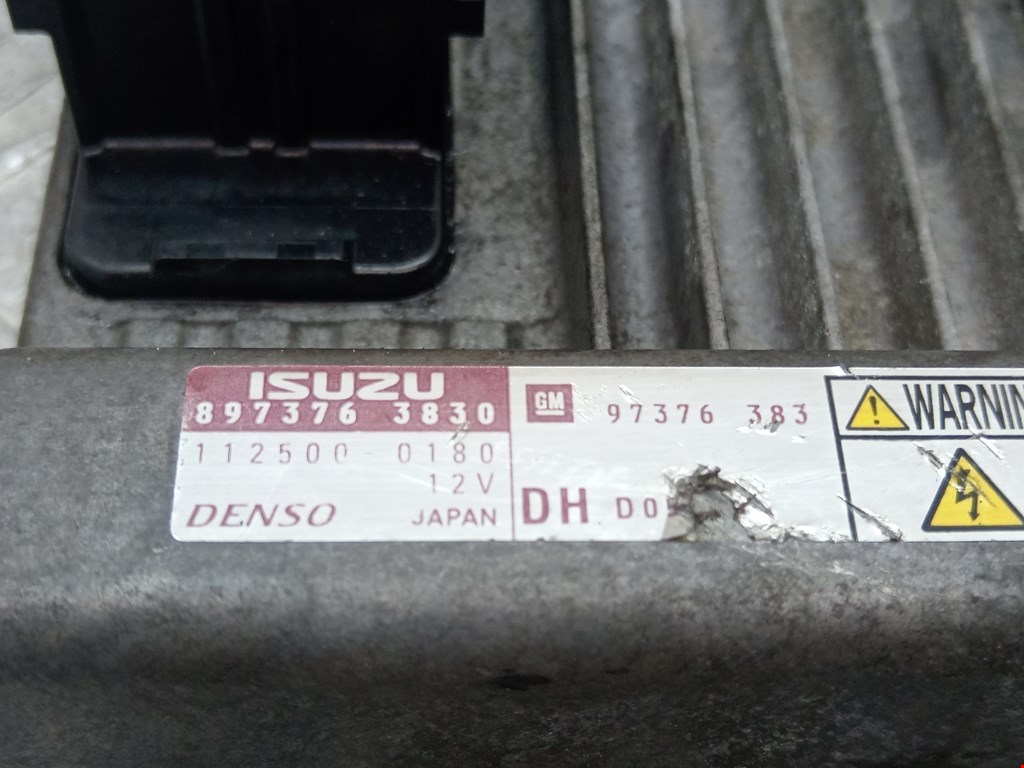 ISUZU
897376 3830
112500 0180
12V
DENSO JAPAN
GM 97376 383
DH
WARNIN